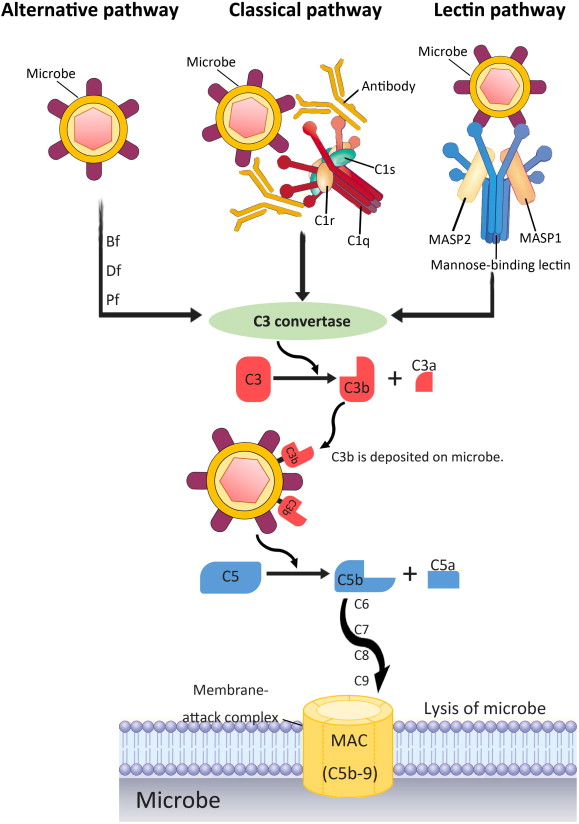 Alternative pathway
Classical pathway
Lectin pathway
Microbe
Microbe
Antibody
C1s
C1r
C1q
Microbe
MASP2
MASP1
Mannose-binding lectin
Bf
Df
Pf
C3 convertase
C3
C3b
+
C3a
C3b is deposited on microbe.
C3b
C3b
C5
C5b
+
C5a
C6
C7
C8
C9
Membrane-
attack complex
Lysis of microbe
MAC
(C5b-9)
Microbe